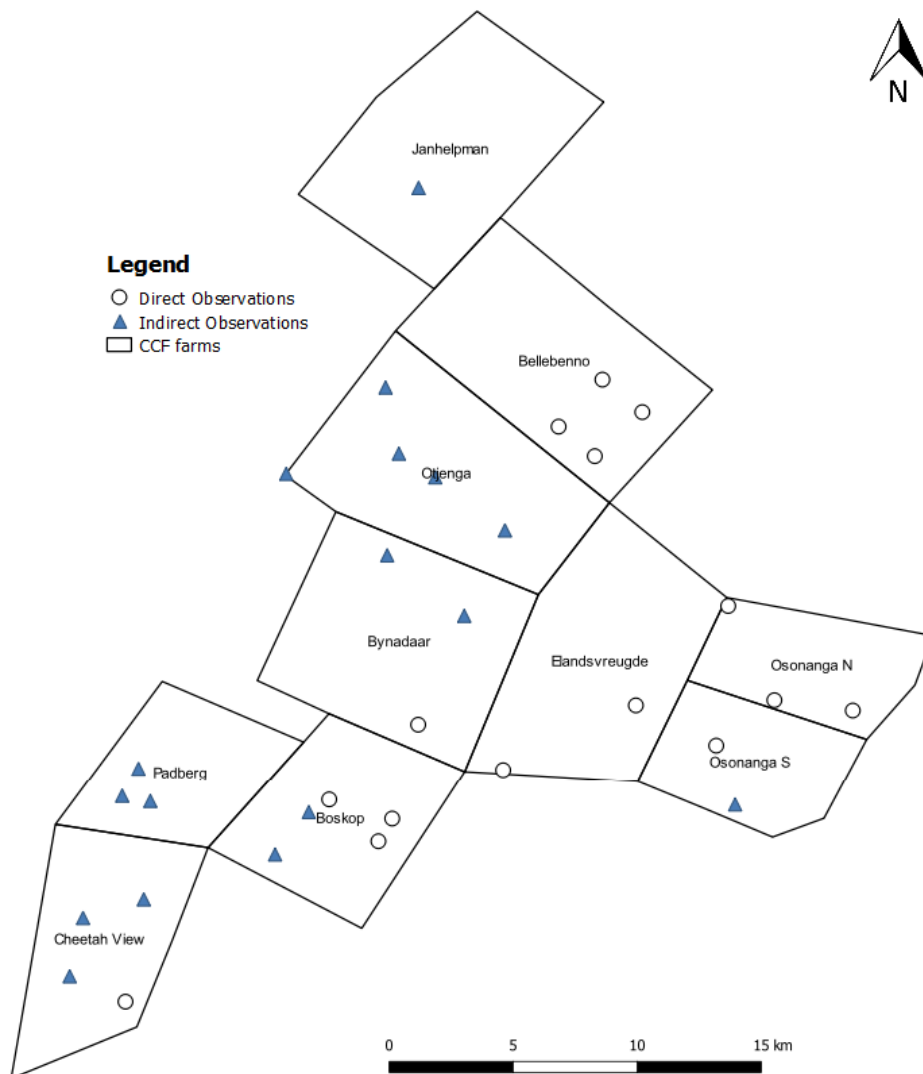 N
Janhelpman
Legend
Direct Observations
Indirect Observations
CCF farms
Bellebenno
Otjenga
Bynadaar
Elandsvreugde
Osonanga N
Osonanga S
Padberg
Boskop
Cheetah View
0 5 10 15 km